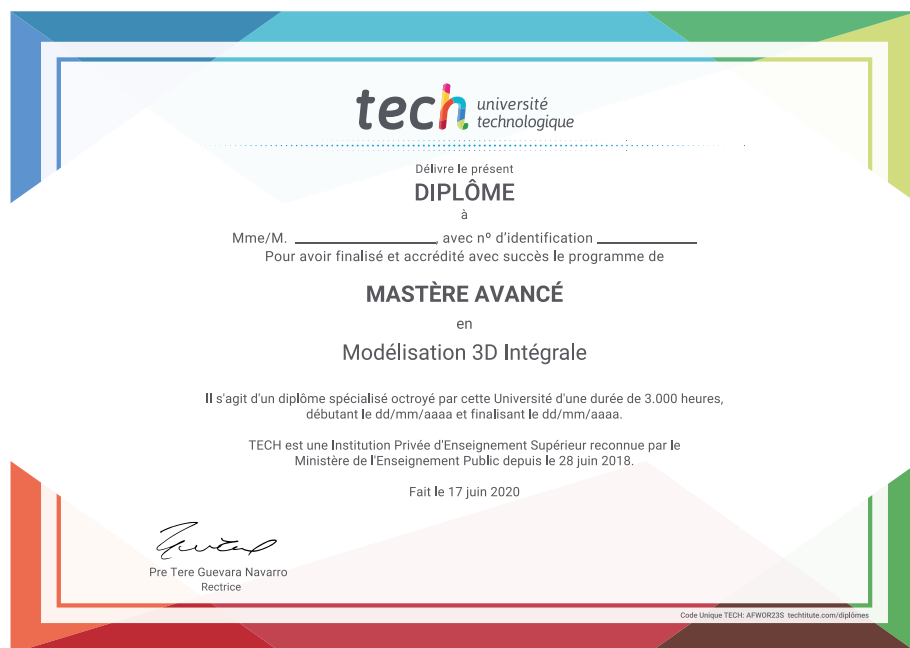 tech université
technologique
Délivre le présent
DIPLÔME
à
Mme/M. ____________________, avec nº d'identification ______________
Pour avoir finalisé et accrédité avec succès le programme de
MASTÈRE AVANCÉ
en
Modélisation 3D Intégrale
Il s'agit d'un diplôme spécialisé octroyé par cette Université d'une durée de 3.000 heures,
débutant le dd/mm/aaaa et finalisant le dd/mm/aaaa.
TECH est une Institution Privée d'Enseignement Supérieur reconnue par le
Ministère de l'Enseignement Public depuis le 28 juin 2018.
Fait le 17 juin 2020
Pre Tere Guevara Navarro
Rectrice
Code Unique TECH: AFWOR23S techtitute.com/diplômes